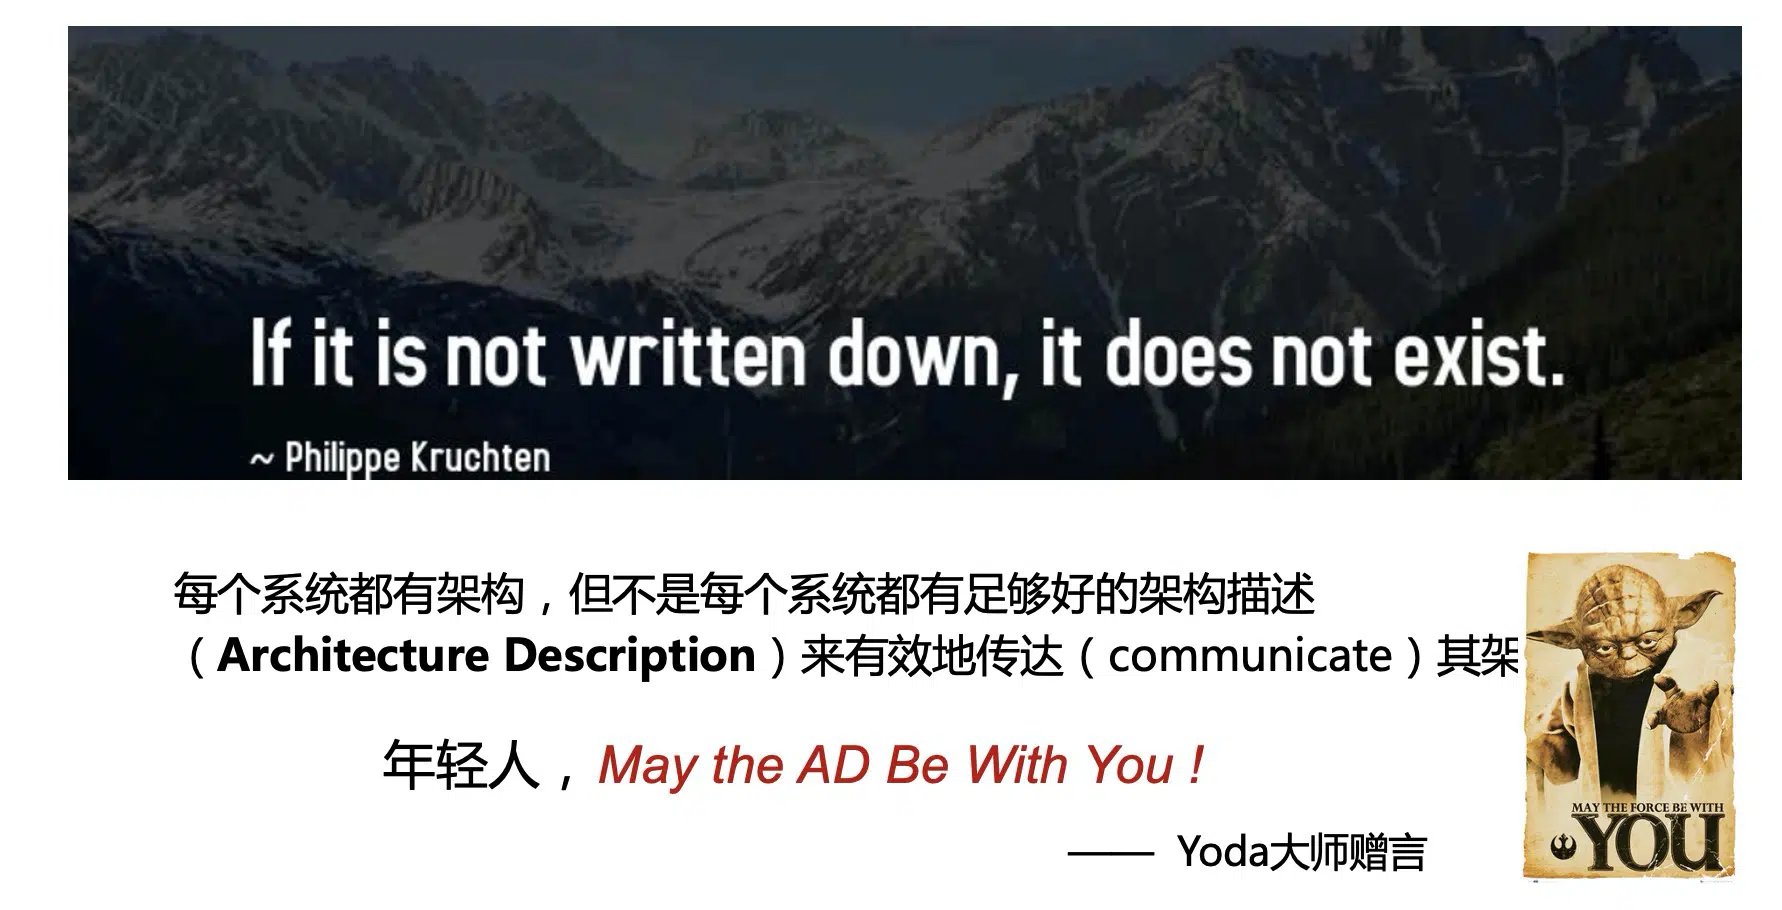 If it is not written down, it does not exist.
~ Philippe Kruchten
每个系统都有架构，但不是每个系统都有足够好的架构描述
（Architecture Description）来有效地传达（communicate）其架
年轻人，May the AD Be With You !
—— Yoda大师赠言
MAY THE FORCE BE WITH
YOU